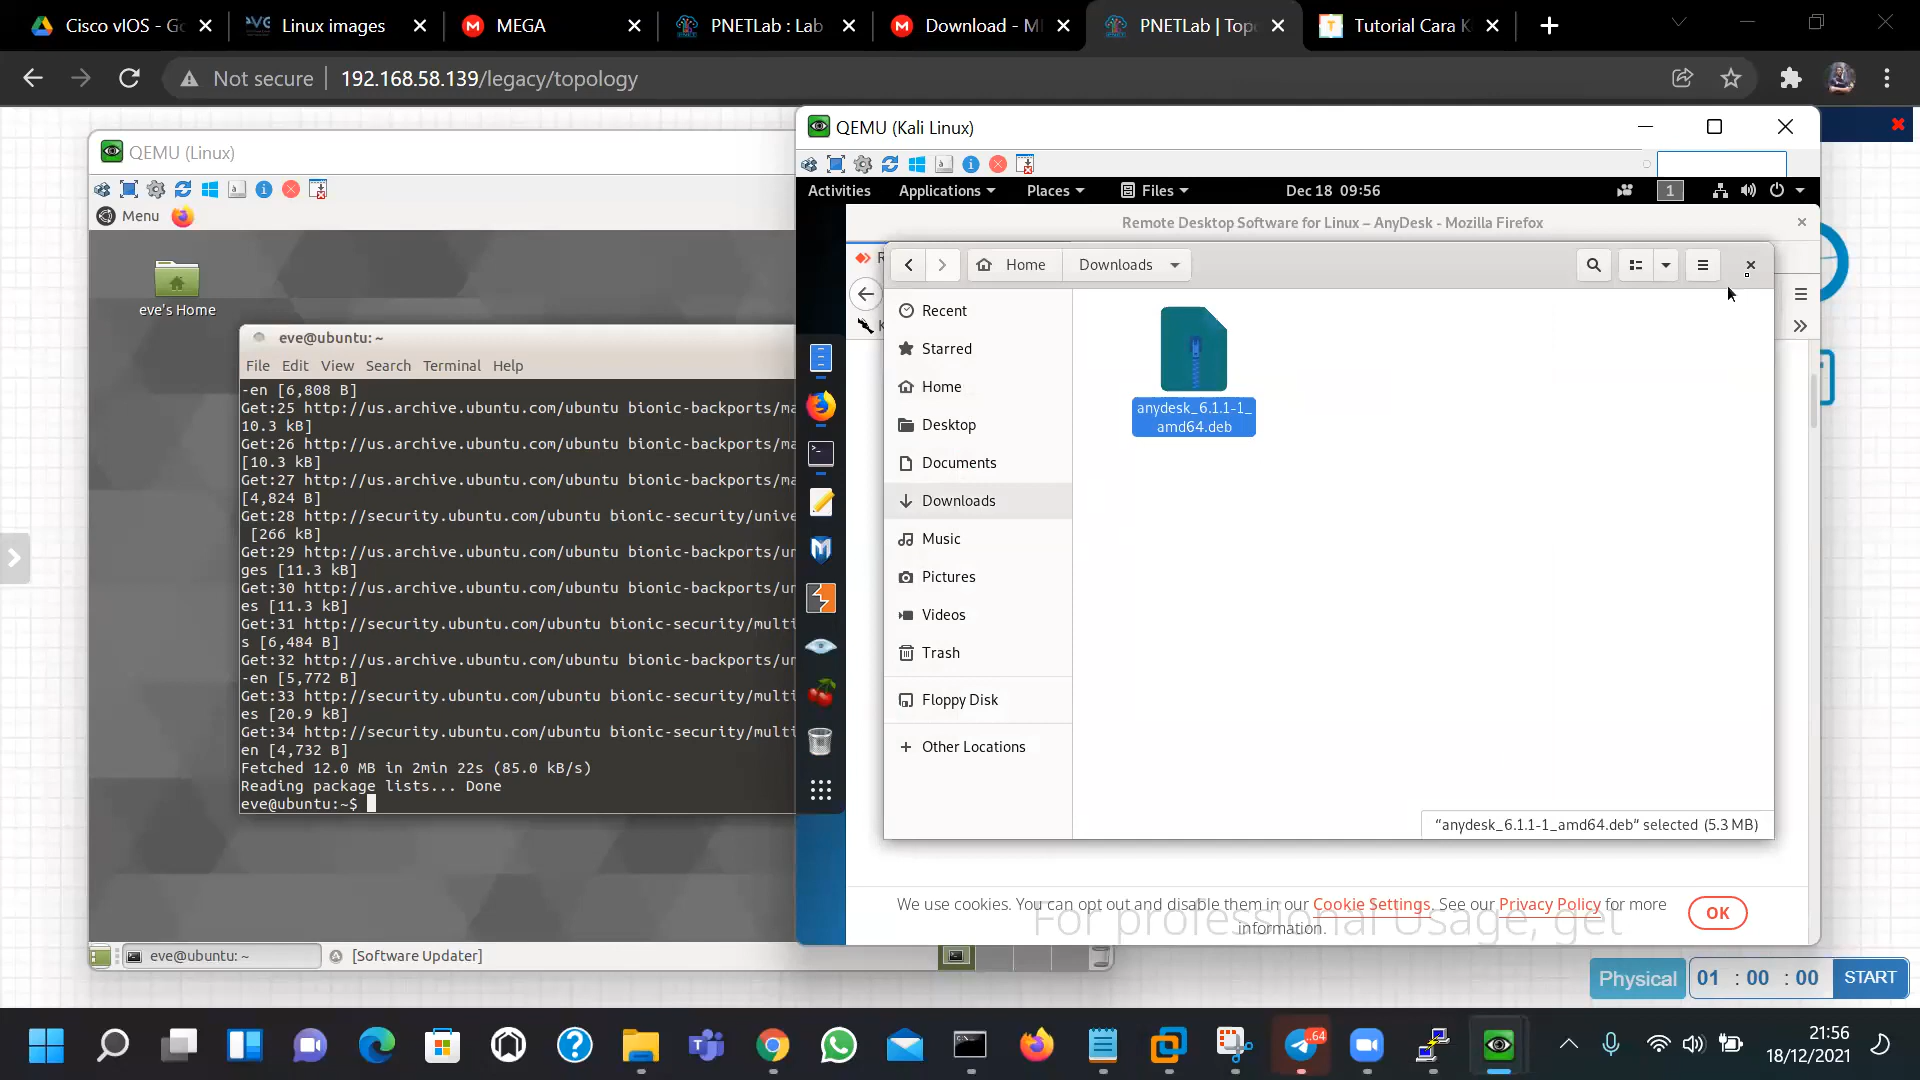 Cisco vIOS - Go
Linux images
MEGA
PNETLab : Lab
Download - M
PNETLab | Topo
Tutorial Cara K
Not secure
192.168.58.139/legacy/topology
QEMU (Linux)
Menu
eve's Home
eve@ubuntu: ~
File Edit View Search Terminal Help
-en [6,808 B]
Get:25 http://us.archive.ubuntu.com/ubuntu bionic-backports/ma
10.3 kB]
Get:26 http://us.archive.ubuntu.com/ubuntu bionic-backports/ma
[10.3 kB]
Get:27 http://us.archive.ubuntu.com/ubuntu bionic-backports/ma
[4,824 B]
Get:28 http://security.ubuntu.com/ubuntu bionic-security/unive
[266 kB]
Get:29 http://us.archive.ubuntu.com/ubuntu bionic-backports/un
ges [11.3 kB]
Get:30 http://us.archive.ubuntu.com/ubuntu bionic-backports/un
es [11.3 kB]
Get:31 http://security.ubuntu.com/ubuntu bionic-security/multi
s [6,484 B]
Get:32 http://us.archive.ubuntu.com/ubuntu bionic-backports/un
-en [5,772 B]
Get:33 http://security.ubuntu.com/ubuntu bionic-security/multi
es [20.9 kB]
Get:34 http://security.ubuntu.com/ubuntu bionic-security/multi
en [4,732 B]
Fetched 12.0 MB in 2min 22s (85.0 kB/s)
Reading package lists... Done
eve@ubuntu:~$
eve@ubuntu: ~
[Software Updater]
QEMU (Kali Linux)
Activities
Applications
Places
Files
Dec 18 09:56
1
Remote Desktop Software for Linux – AnyDesk - Mozilla Firefox
Home
Downloads
Recent
Starred
Home
Desktop
Documents
Downloads
Music
Pictures
Videos
Trash
Floppy Disk
Other Locations
anydesk_6.1.1-1_
amd64.deb
"anydesk_6.1.1-1_amd64.deb" selected (5.3 MB)
We use cookies. You can opt out and disable them in our Cookie Settings. See our Privacy Policy for more
information.
For professional usage, get
OK
Physical
01 : 00 : 00
START
64
21:56
18/12/2021